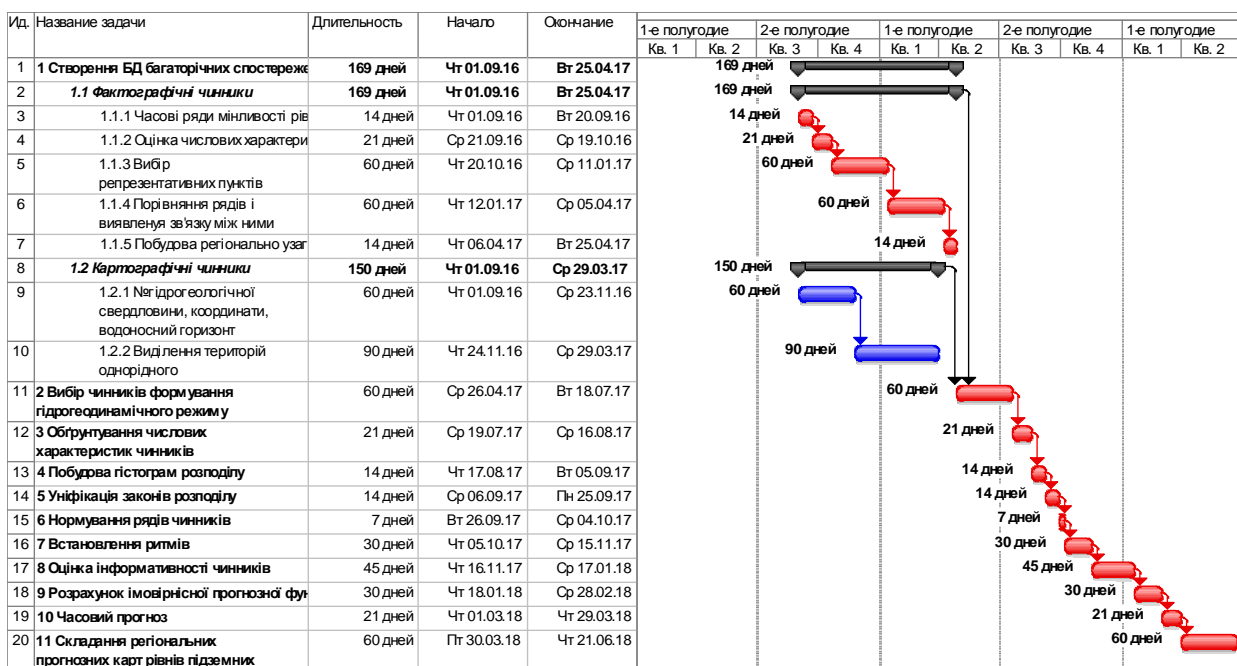 Ид. Название задачи Длительность Начало Окончание
1-е полугодие 2-е полугодие 1-е полугодие 2-е полугодие 1-е полугодие
Кв. 1 Кв. 2 Кв. 3 Кв. 4 Кв. 1 Кв. 2 Кв. 3 Кв. 4 Кв. 1 Кв. 2
1 1 Створення БД багаторічних спостереже 169 дней Чт 01.09.16 Вт 25.04.17 169 дней
2 1.1 Фактографічні чинники 169 дней Чт 01.09.16 Вт 25.04.17 169 дней
3 1.1.1 Часові ряди мінливості рів 14 дней Чт 01.09.16 Вт 20.09.16 14 дней
4 1.1.2 Оцінка числових характери 21 дней Ср 21.09.16 Ср 19.10.16 21 дней
5 1.1.3 Вибір 60 дней Чт 20.10.16 Ср 11.01.17 60 дней
репрезентативних пунктів
6 1.1.4 Порівняння рядів і 60 дней Чт 12.01.17 Ср 05.04.17 60 дней
виявленуя зв'язку між ними
7 1.1.5 Побудова регіонально узаг 14 дней Чт 06.04.17 Вт 25.04.17 14 дней
8 1.2 Картографічні чинники 150 дней Чт 01.09.16 Ср 29.03.17 150 дней
9 1.2.1 №гідрогеологічної 60 дней Чт 01.09.16 Ср 23.11.16 60 дней
свердловини, координати,
водоносний горизонт
10 1.2.2 Виділення територій 90 дней Чт 24.11.16 Ср 29.03.17 90 дней
однорідного
11 2 Вибір чинників формування 60 дней Ср 26.04.17 Вт 18.07.17 60 дней
гідрогеодинамічного режиму
12 3 Обґрунтування числових 21 дней Ср 19.07.17 Ср 16.08.17 21 дней
характеристик чинників
13 4 Побудова гістограм розподілу 14 дней Чт 17.08.17 Вт 05.09.17 14 дней
14 5 Уніфікація законів розподілу 14 дней Ср 06.09.17 Пн 25.09.17 14 дней
15 6 Нормування рядів чинників 7 дней Вт 26.09.17 Ср 04.10.17 7 дней
16 7 Встановлення ритмів 30 дней Чт 05.10.17 Ср 15.11.17 30 дней
17 8 Оцінка інформативності чинників 45 дней Чт 16.11.17 Ср 17.01.18 45 дней
18 9 Розрахунок імовірнісної прогнозної фун 30 дней Чт 18.01.18 Ср 28.02.18 30 дней
19 10 Часовий прогноз 21 дней Чт 01.03.18 Чт 29.03.18 21 дней
20 11 Складання регіональних 60 дней Пт 30.03.18 Чт 21.06.18 60 дней
прогнозних карт рівнів підземних